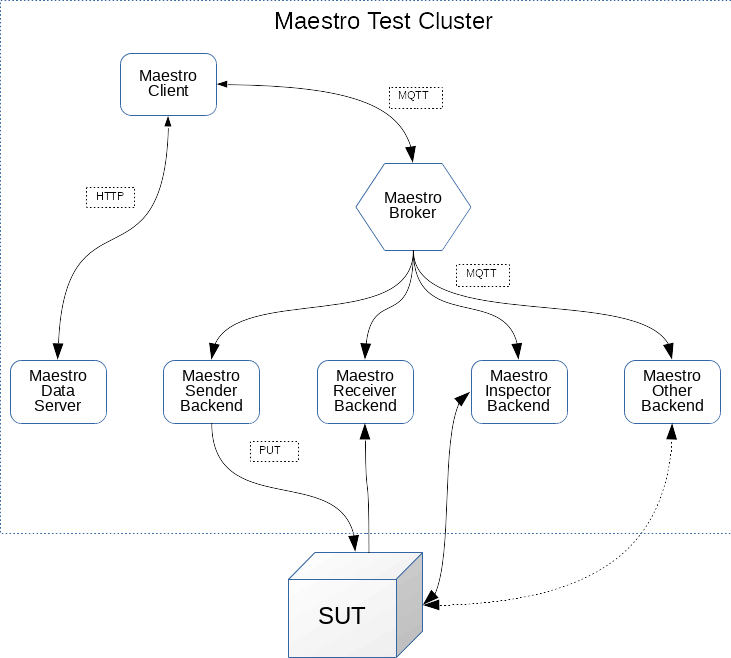 Maestro Test Cluster
Maestro
Client
MQTT
HTTP
Maestro
Broker
MQTT
Maestro
Data
Server
Maestro
Sender
Backend
Maestro
Receiver
Backend
Maestro
Inspector
Backend
Maestro
Other
Backend
PUT
SUT